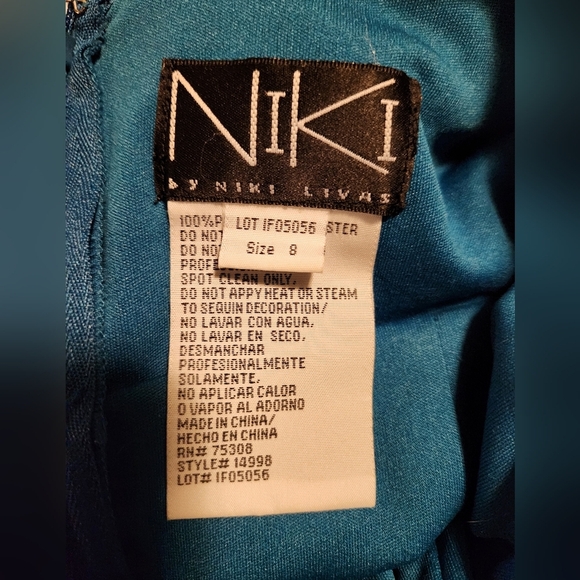 NIKI
by NIKI LIVAS
LOT IF05056
Size 8
100%P STER
DO NOT
DO NO
PROFE
SPOT CLEAN ONLY.
DO NOT APPY HEAT OR STEAM
TO SEQUIN DECORATION/
NO LAVAR CON AGUA.
NO LAVAR EN SECO.
DESMANCHAR
PROFESIONALMENTE
SOLAMENTE.
NO APLICAR CALOR
O VAPOR AL ADORNO
MADE IN CHINA/
HECHO EN CHINA
RN# 75308
STYLE# 14998
LOT# IF05056